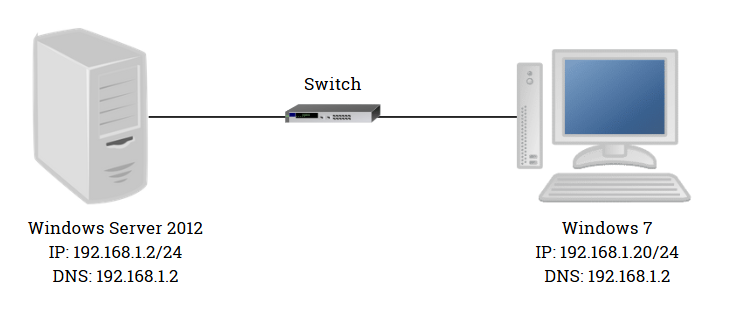 Switch
Windows Server 2012
IP: 192.168.1.2/24
DNS: 192.168.1.2
Windows 7
IP: 192.168.1.20/24
DNS: 192.168.1.2